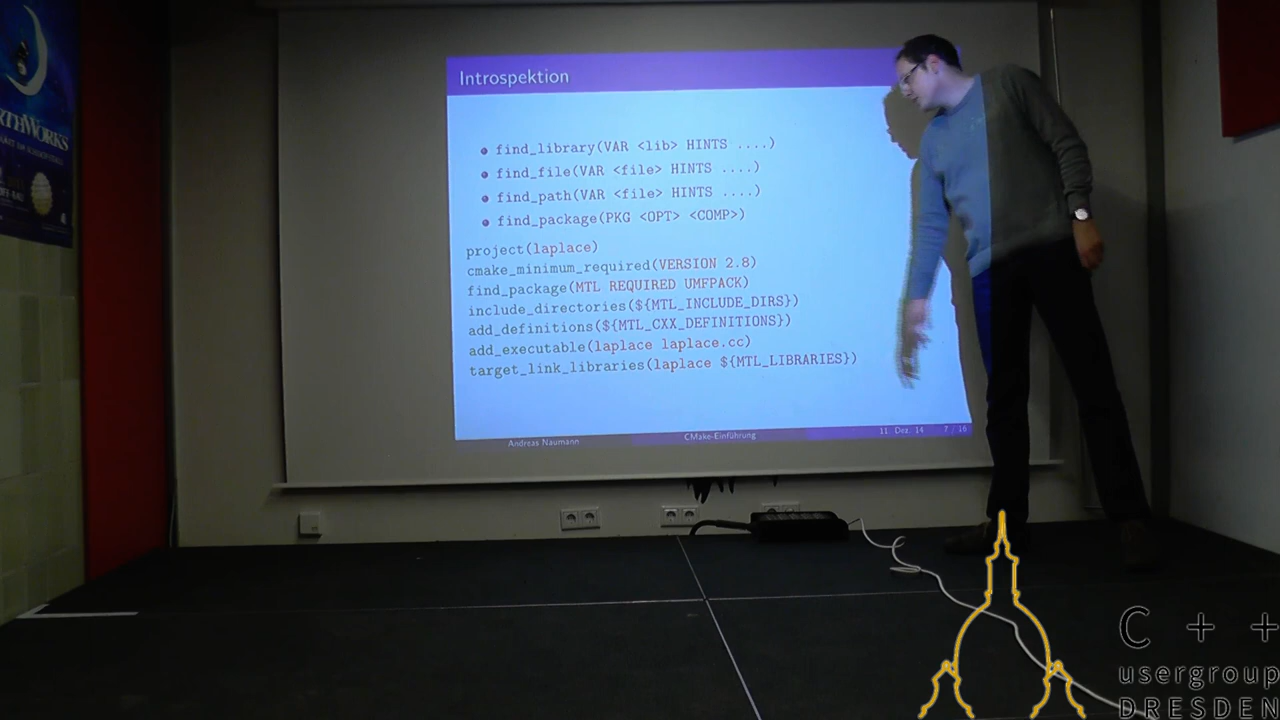 Introspektion
find_library(VAR <lib> HINTS ....)
find_file(VAR <file> HINTS ....)
find_path(VAR <file> HINTS ....)
find_package(PKG <OPT> <COMP>)
project(laplace)
cmake_minimum_required(VERSION 2.8)
find_package(MTL REQUIRED UMFPACK)
include_directories(${MTL_INCLUDE_DIRS})
add_definitions(${MTL_CXX_DEFINITIONS})
add_executable(laplace laplace.cc)
target_link_libraries(laplace ${MTL_LIBRARIES})
Andreas Naumann
CMake-Einführung
11 Dez. 14
7 / 16
C ++
usergroup
DRESDEN